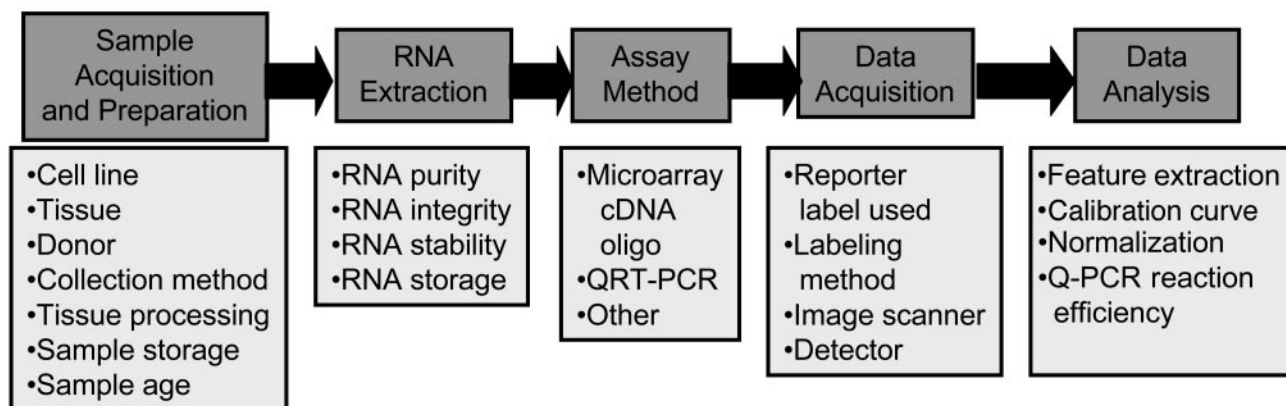 Sample
Acquisition
and Preparation
RNA
Extraction
Assay
Method
Data
Acquisition
Data
Analysis
•Cell line
•Tissue
•Donor
•Collection method
•Tissue processing
•Sample storage
•Sample age
•RNA purity
•RNA integrity
•RNA stability
•RNA storage
•Microarray
cDNA
oligo
•QRT-PCR
•Other
•Reporter
label used
•Labeling
method
•Image scanner
•Detector
•Feature extraction
•Calibration curve
•Normalization
•Q-PCR reaction
efficiency